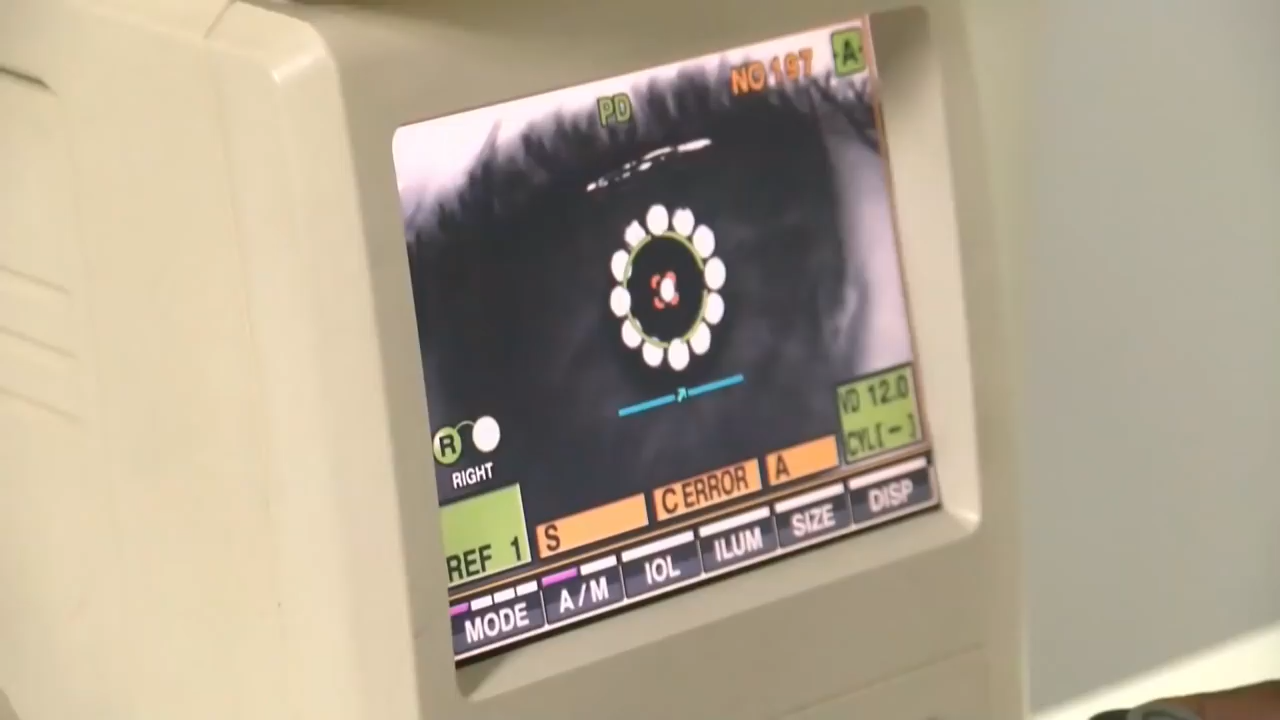 NO 197 A
PD
R
RIGHT
VD 12.0
CYL[-]
REF 1
S
C ERROR
A
MODE
A/M
IOL
ILUM
SIZE
DISP